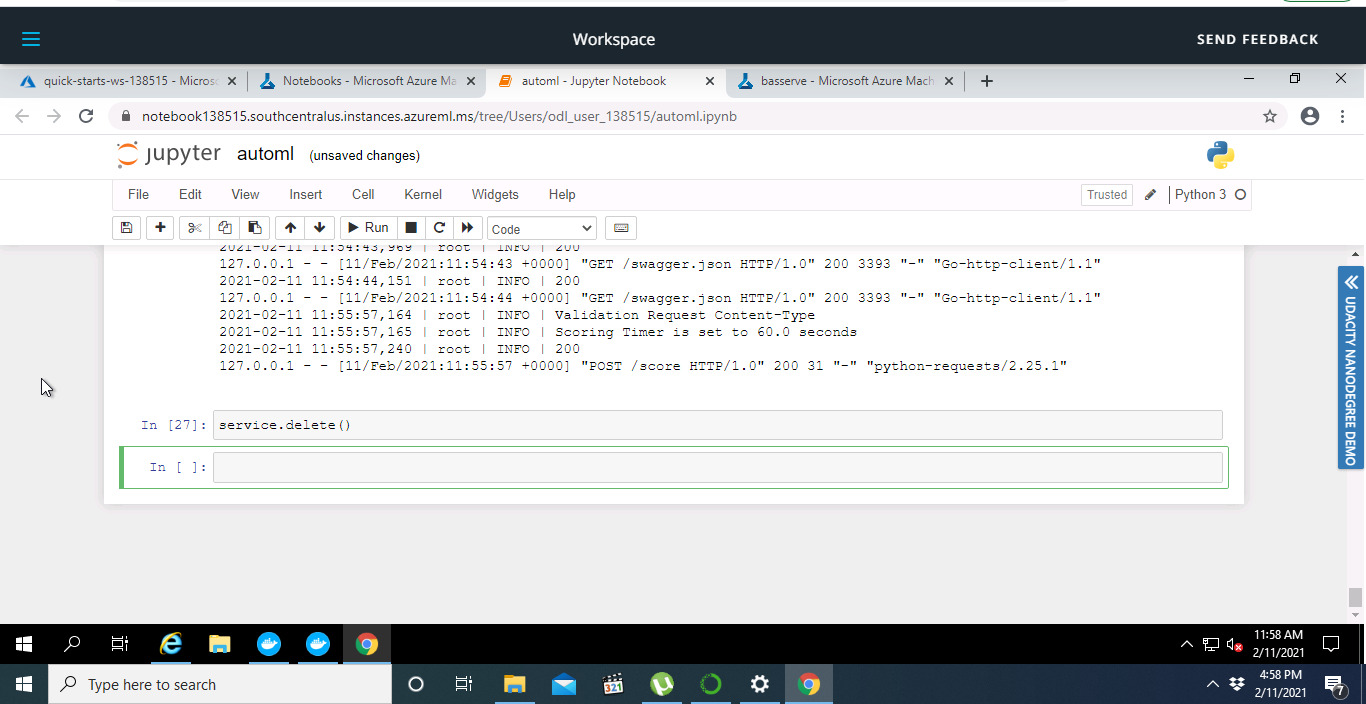 Workspace
SEND FEEDBACK
quick-starts-ws-138515 - Micros
Notebooks - Microsoft Azure Ma
automl - Jupyter Notebook
basserve - Microsoft Azure Mach
notebook138515.southcentralus.instances.azureml.ms/tree/Users/odl_user_138515/automl.ipynb
jupyter automl (unsaved changes)
File Edit View Insert Cell Kernel Widgets Help
Trusted
Python 3
Run
Code
2021-02-11 11:54:43,969 | root | INFO | 200
127.0.0.1 - - [11/Feb/2021:11:54:43 +0000] "GET /swagger.json HTTP/1.0" 200 3393 "-" "Go-http-client/1.1"
2021-02-11 11:54:44,151 | root | INFO | 200
127.0.0.1 - - [11/Feb/2021:11:54:44 +0000] "GET /swagger.json HTTP/1.0" 200 3393 "-" "Go-http-client/1.1"
2021-02-11 11:55:57,164 | root | INFO | Validation Request Content-Type
2021-02-11 11:55:57,165 | root | INFO | Scoring Timer is set to 60.0 seconds
2021-02-11 11:55:57,240 | root | INFO | 200
127.0.0.1 - - [11/Feb/2021:11:55:57 +0000] "POST /score HTTP/1.0" 200 31 "-" "python-requests/2.25.1"
In [27]: service.delete()
In [ ]:
UDACITY NANODEGREE DEMO
11:58 AM
2/11/2021
Type here to search
321
4:58 PM
2/11/2021
7